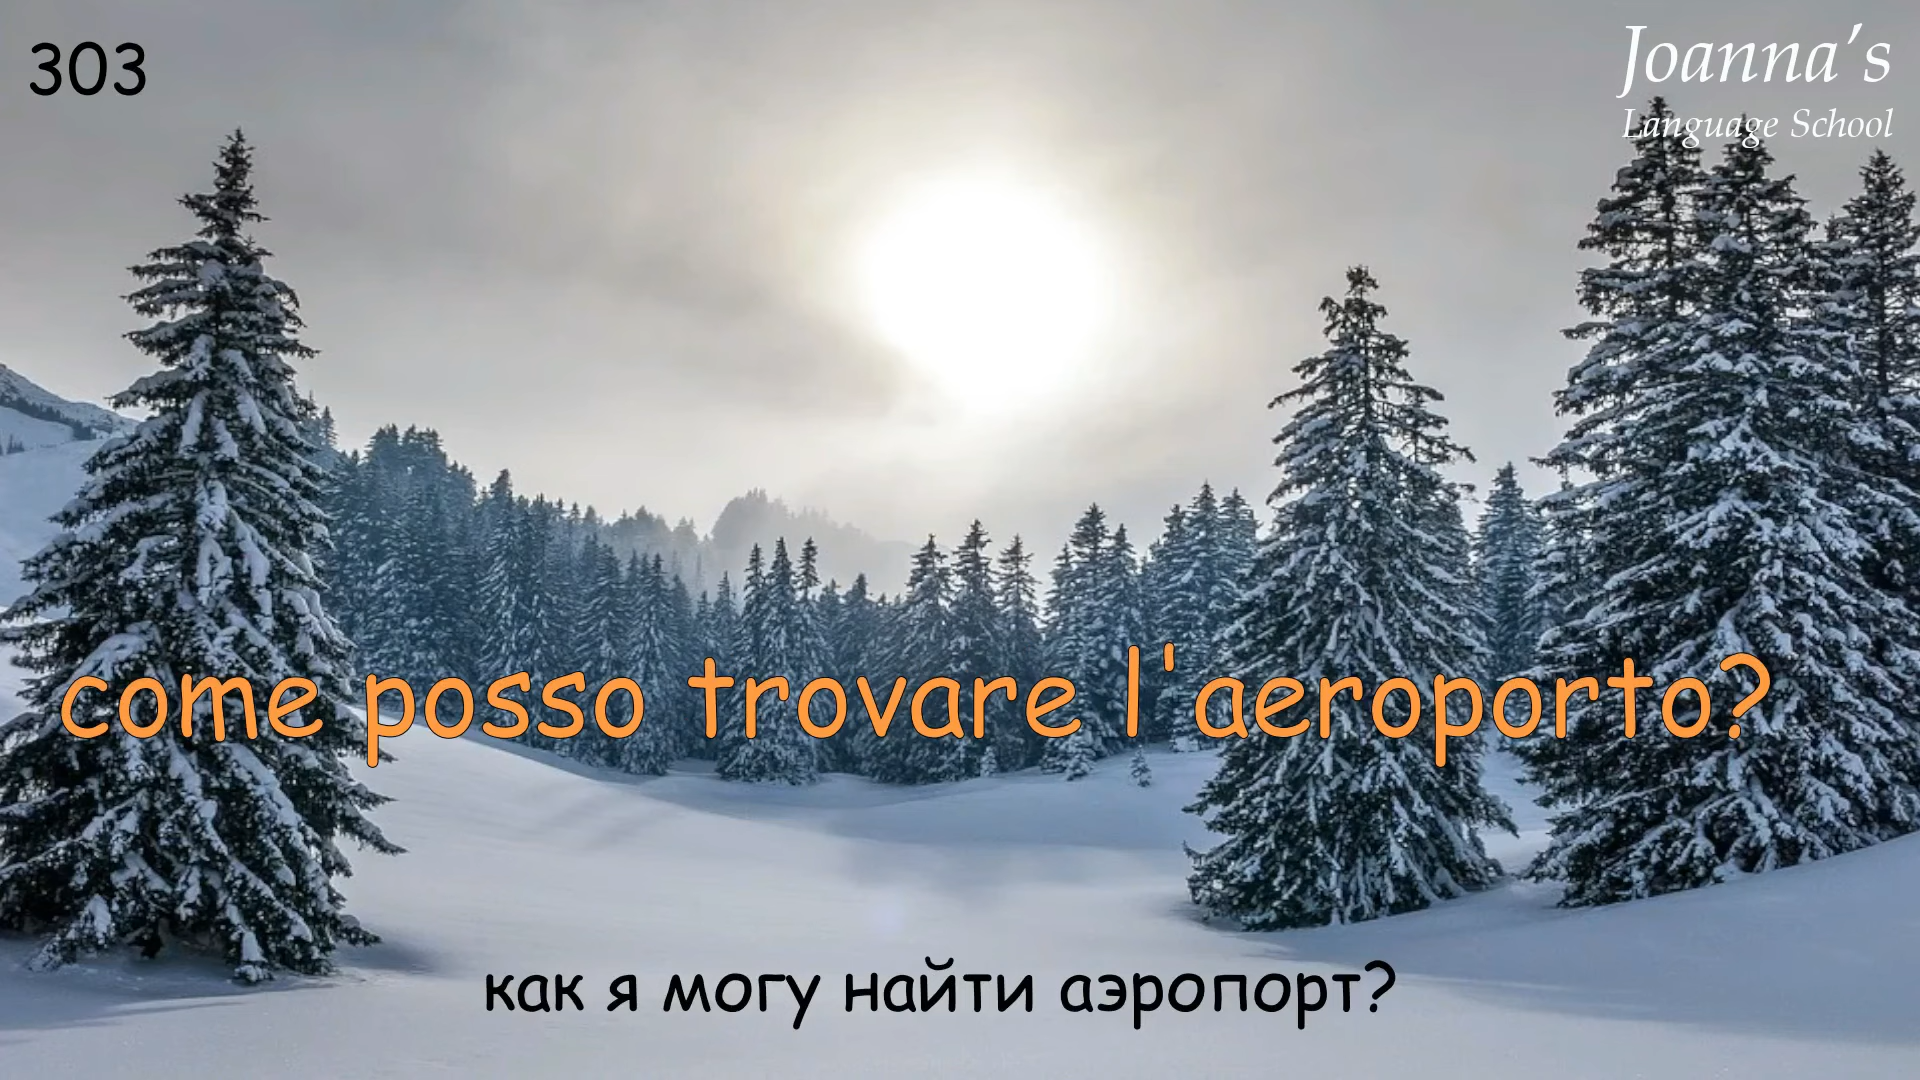 303
Joanna's
Language School
come posso trovare l'aeroporto?
как я могу найти аэропорт?